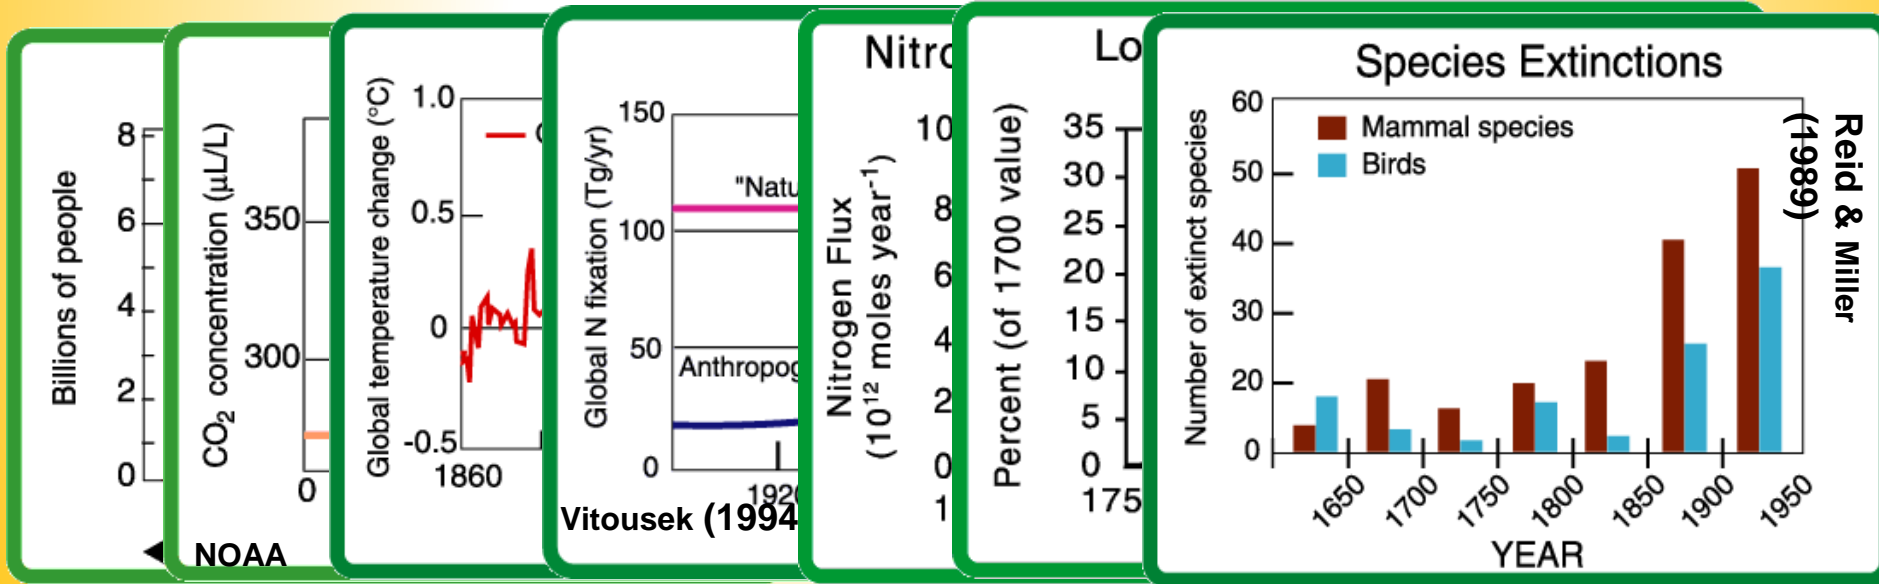 Billions of people
8
6
4
2
0
CO2 concentration (µL/L)
350
300
0
NOAA
Global temperature change (°C)
1.0
0.5
0
-0.5
1860
Global N fixation (Tg/yr)
150
100
50
0
"Natu
Anthropog
1920
Vitousek (1994
Nitro
Nitrogen Flux
(10¹² moles year⁻¹)
10
8
6
4
2
0
1
Lo
Percent (of 1700 value)
35
30
25
20
15
10
5
0
175
Species Extinctions
Number of extinct species
60
50
40
30
20
0
Mammal species
Birds
1650
1700
1750
1800
1850
1900
1950
YEAR
Reid & Miller
(1989)